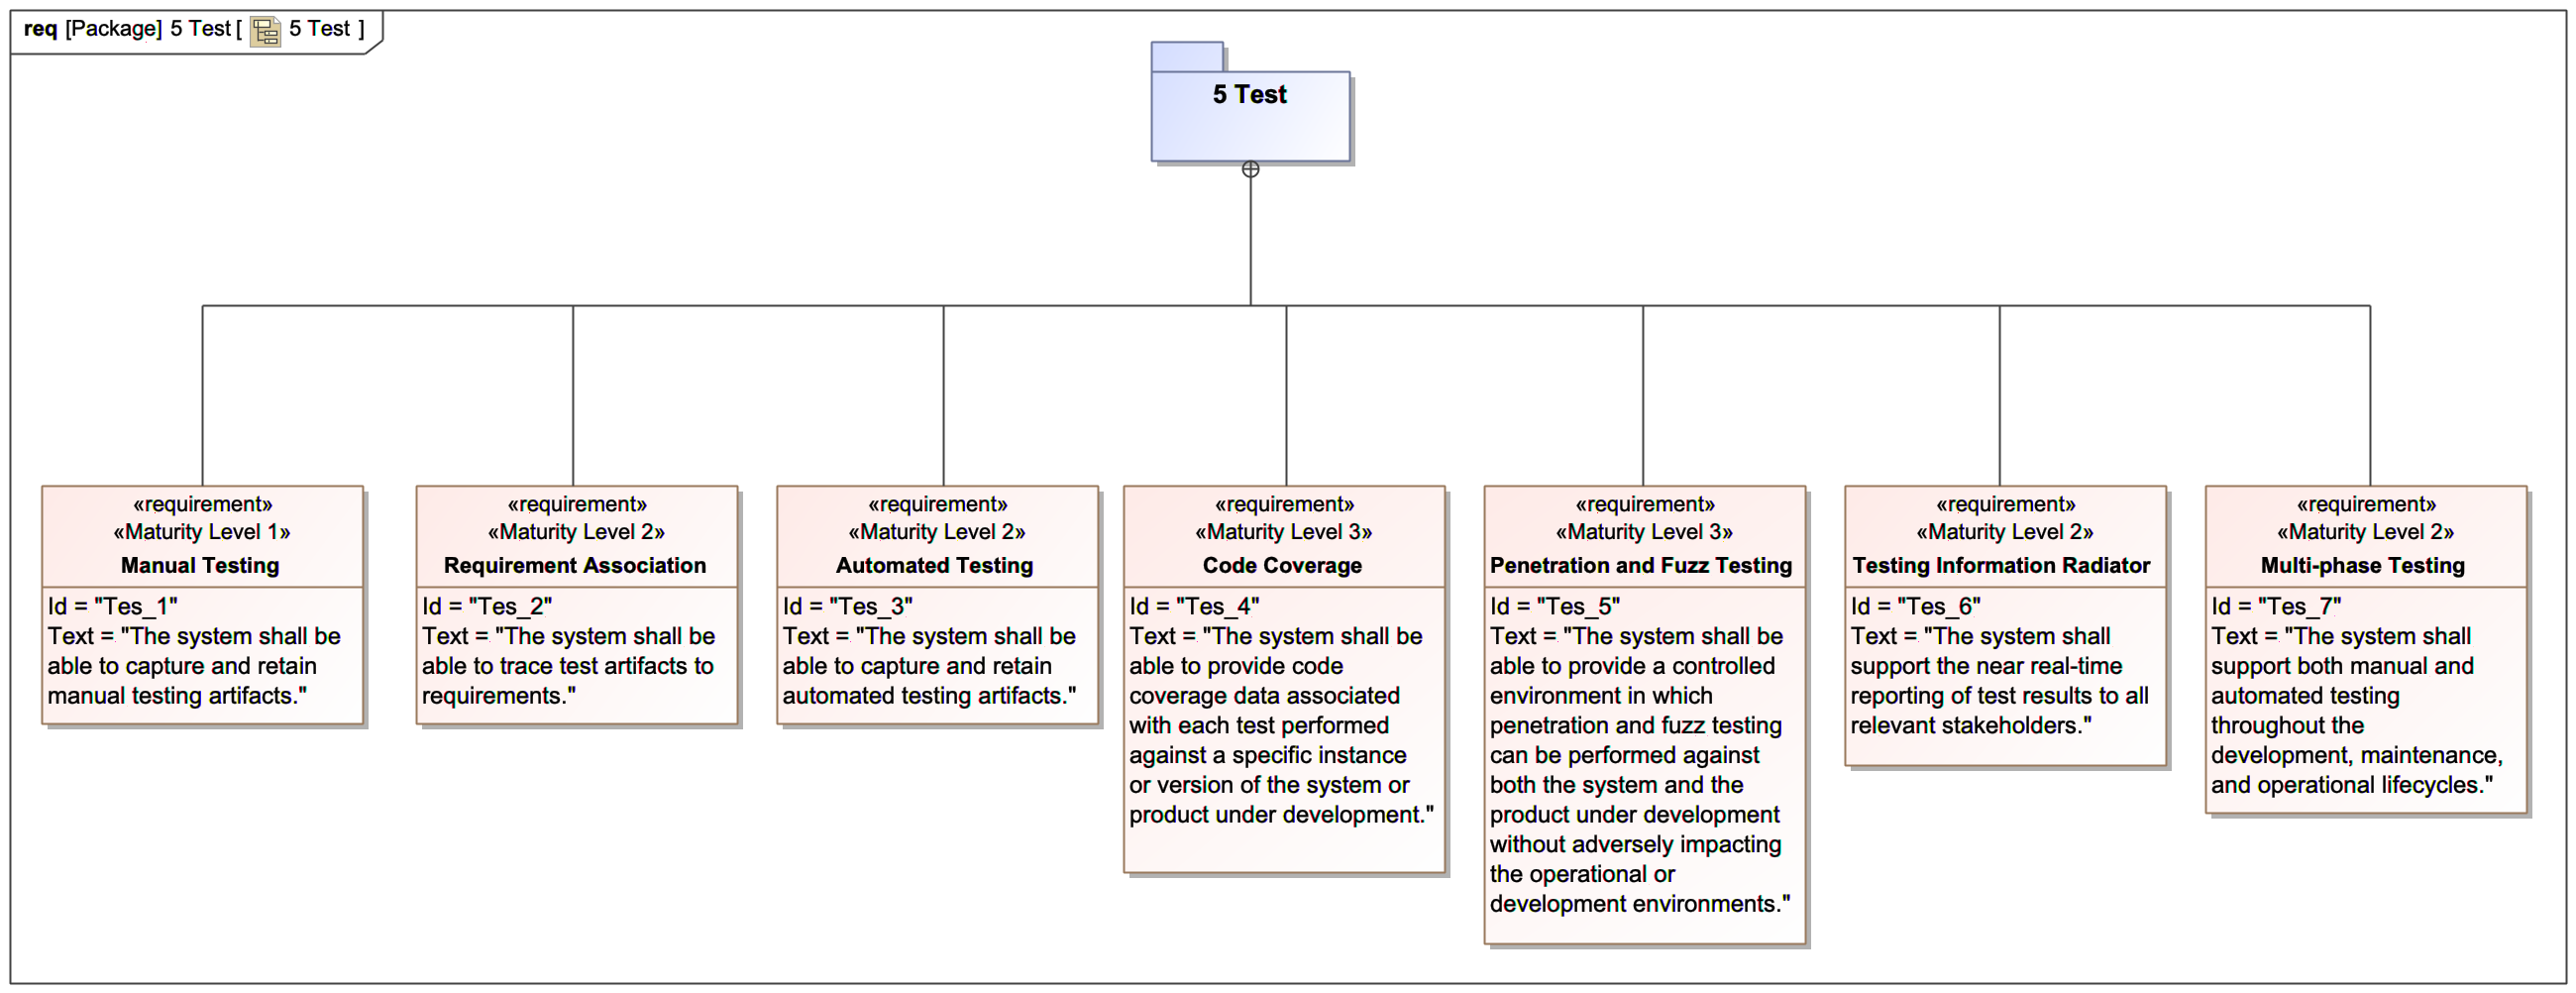 req [Package] 5 Test [ 5 Test ]
5 Test
«requirement»
«Maturity Level 1»
Manual Testing
Id = "Tes_1"
Text = "The system shall be
able to capture and retain
manual testing artifacts."
«requirement»
«Maturity Level 2»
Requirement Association
Id = "Tes_2"
Text = "The system shall be
able to trace test artifacts to
requirements."
«requirement»
«Maturity Level 2»
Automated Testing
Id = "Tes_3"
Text = "The system shall be
able to capture and retain
automated testing artifacts."
«requirement»
«Maturity Level 3»
Code Coverage
Id = "Tes_4"
Text = "The system shall be
able to provide code
coverage data associated
with each test performed
against a specific instance
or version of the system or
product under development."
«requirement»
«Maturity Level 3»
Penetration and Fuzz Testing
Id = "Tes_5"
Text = "The system shall be
able to provide a controlled
environment in which
penetration and fuzz testing
can be performed against
both the system and the
product under development
without adversely impacting
the operational or
development environments."
«requirement»
«Maturity Level 2»
Testing Information Radiator
Id = "Tes_6"
Text = "The system shall
support the near real-time
reporting of test results to all
relevant stakeholders."
«requirement»
«Maturity Level 2»
Multi-phase Testing
Id = "Tes_7"
Text = "The system shall
support both manual and
automated testing
throughout the
development, maintenance,
and operational lifecycles."